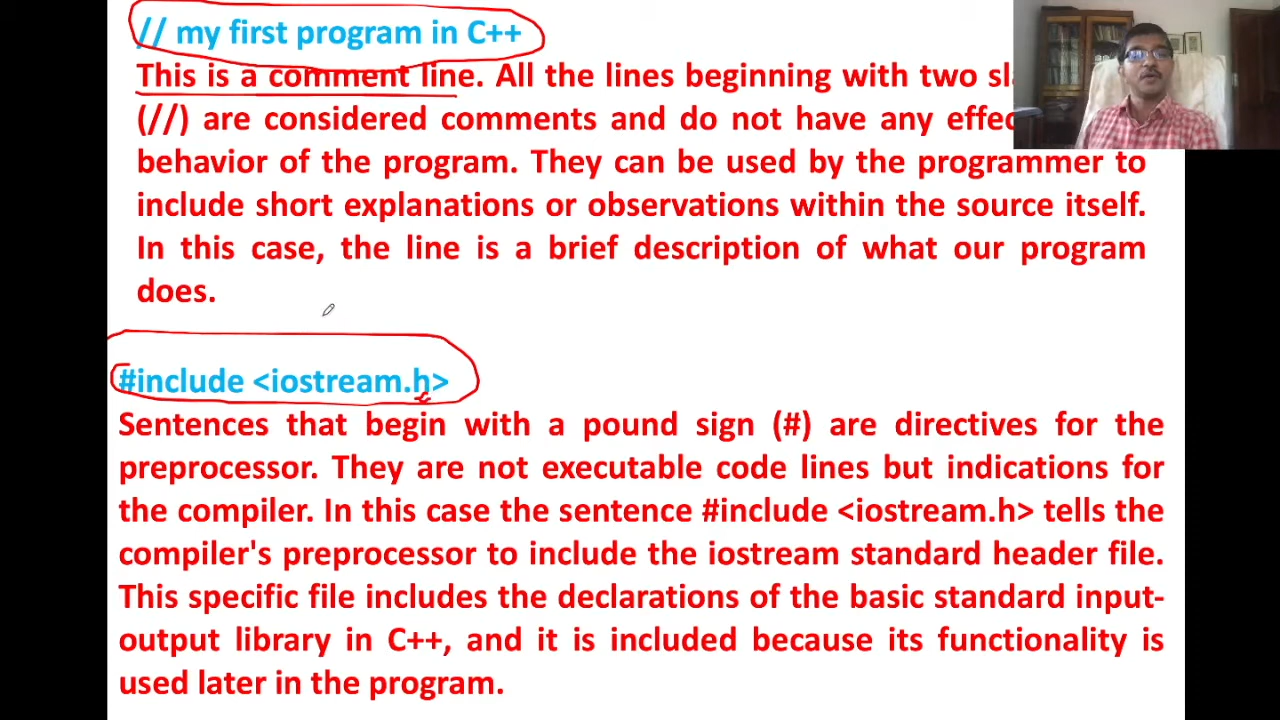 // my first program in C++
This is a comment line. All the lines beginning with two
(//) are considered comments and do not have any
behavior of the program. They can be used by the programmer to
include short explanations or observations within the source itself.
In this case, the line is a brief description of what our program
does.
#include <iostream.h>
Sentences that begin with a pound sign (#) are directives for the
preprocessor. They are not executable code lines but indications for
the compiler. In this case the sentence #include <iostream.h> tells the
compiler's preprocessor to include the iostream standard header file.
This specific file includes the declarations of the basic standard input-
output library in C++, and it is included because its functionality is
used later in the program.